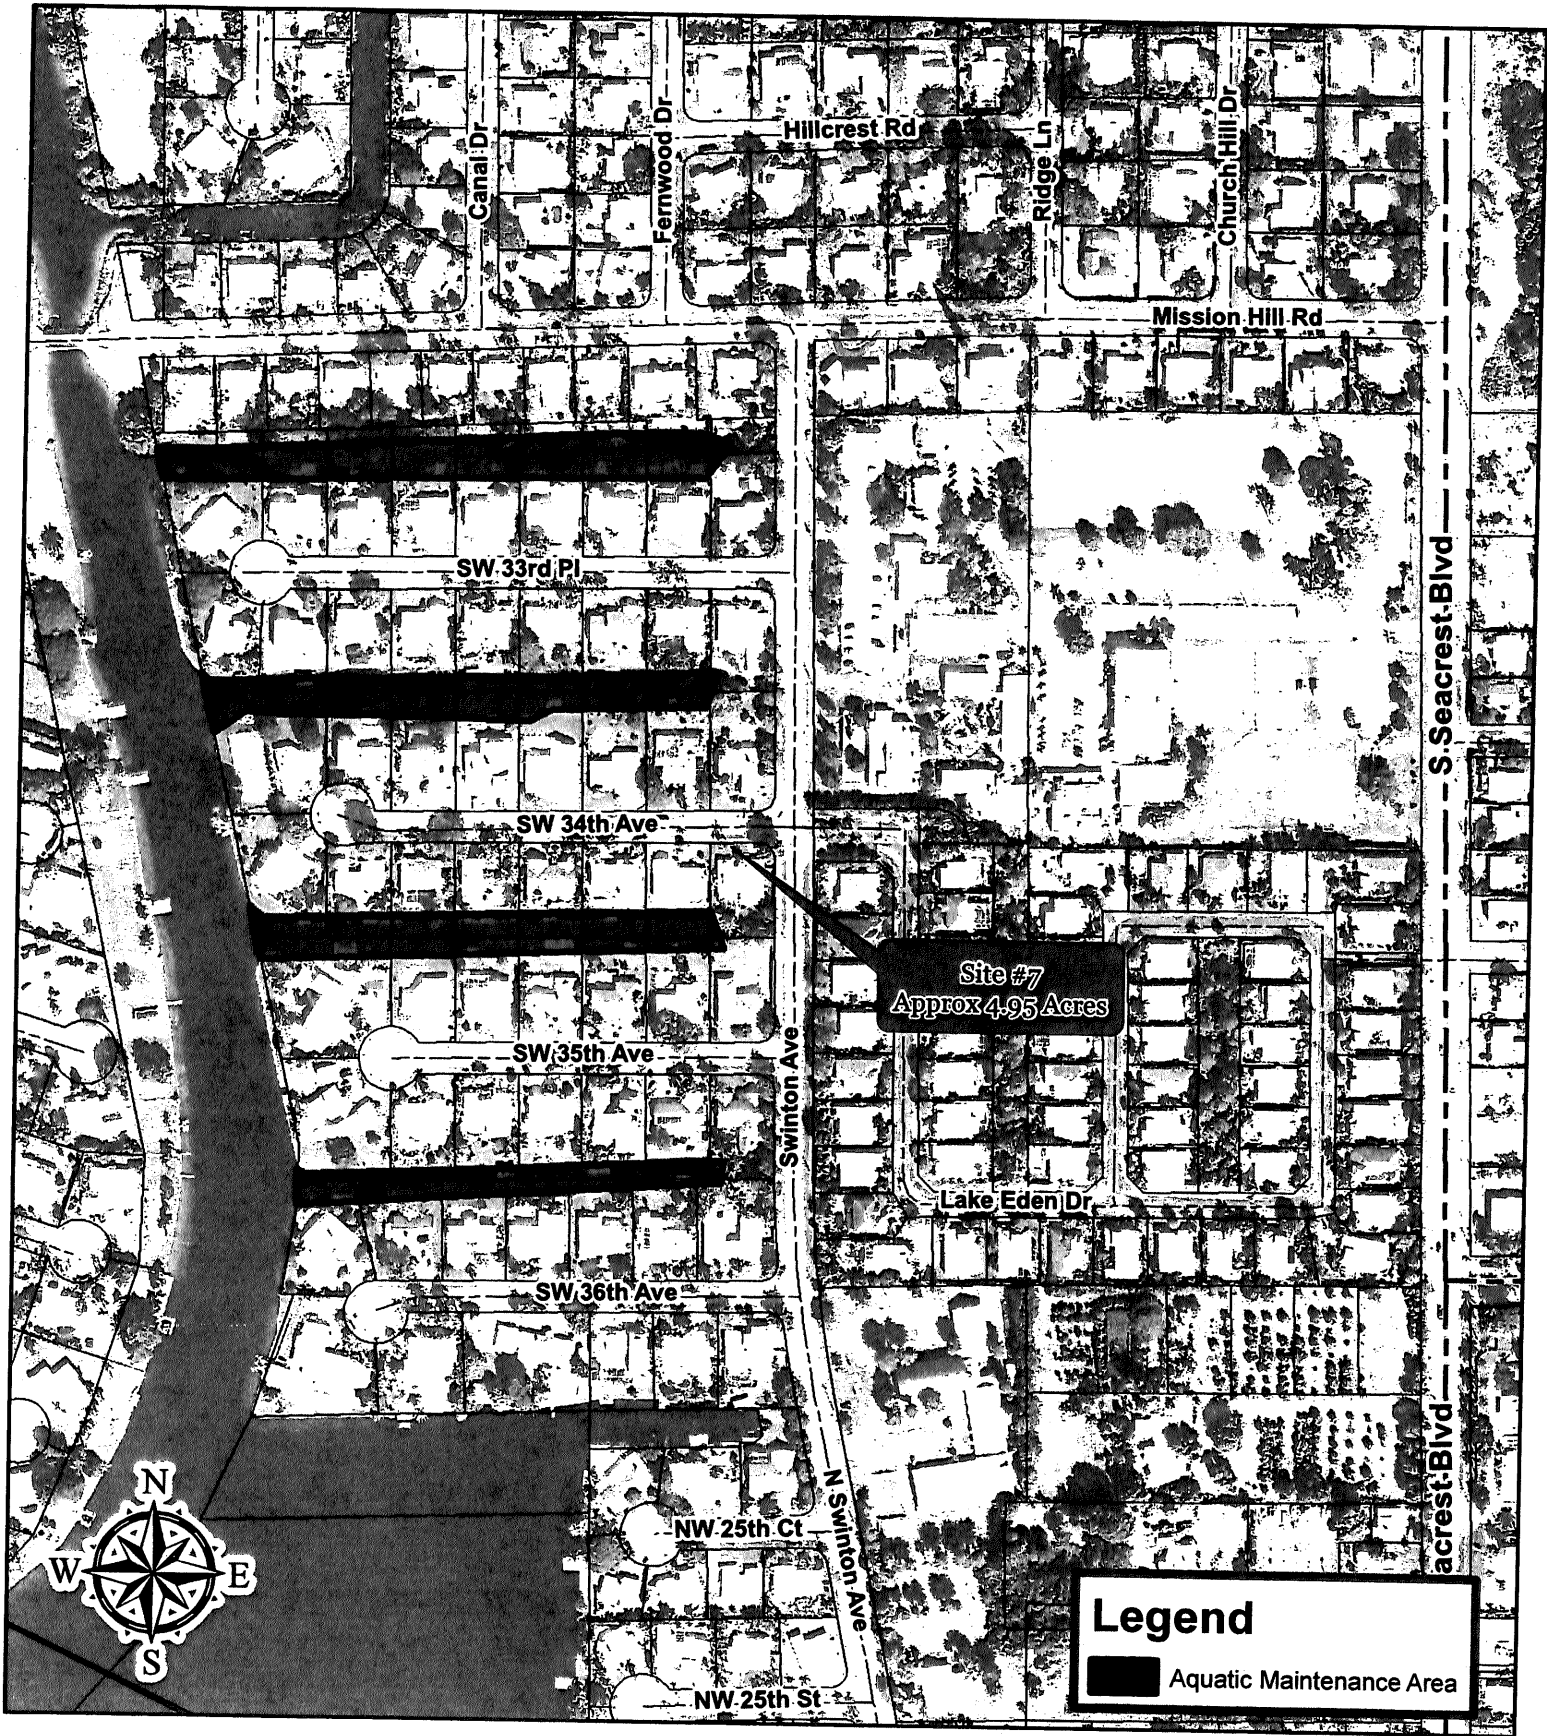 Hillcrest Rd
Canal Dr
Fernwood Dr
Ridge Ln
Church Hill Dr
Mission Hill Rd
SW 33rd Pl
S Seacrest Blvd
SW 34th Ave
Site #7
Approx 4.95 Acres
SW 35th Ave
Swinton Ave
Lake Eden Dr
SW 36th Ave
acrest Blvd
N
W
E
S
NW 25th Ct
N Swinton Ave
NW 25th St
Legend
Aquatic Maintenance Area